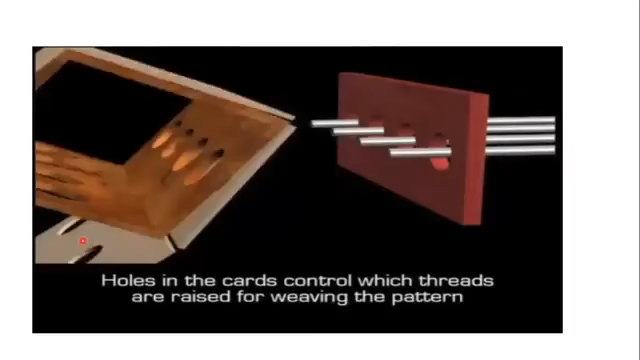 Holes in the cards control which threads
are raised for weaving the pattern